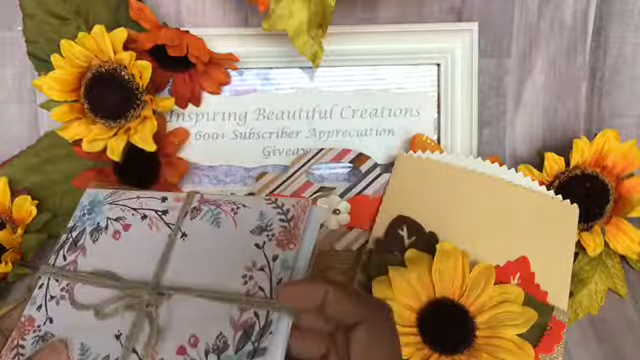 Inspiring Beautiful Creations
600+ Subscriber Appreciation
Giveaway